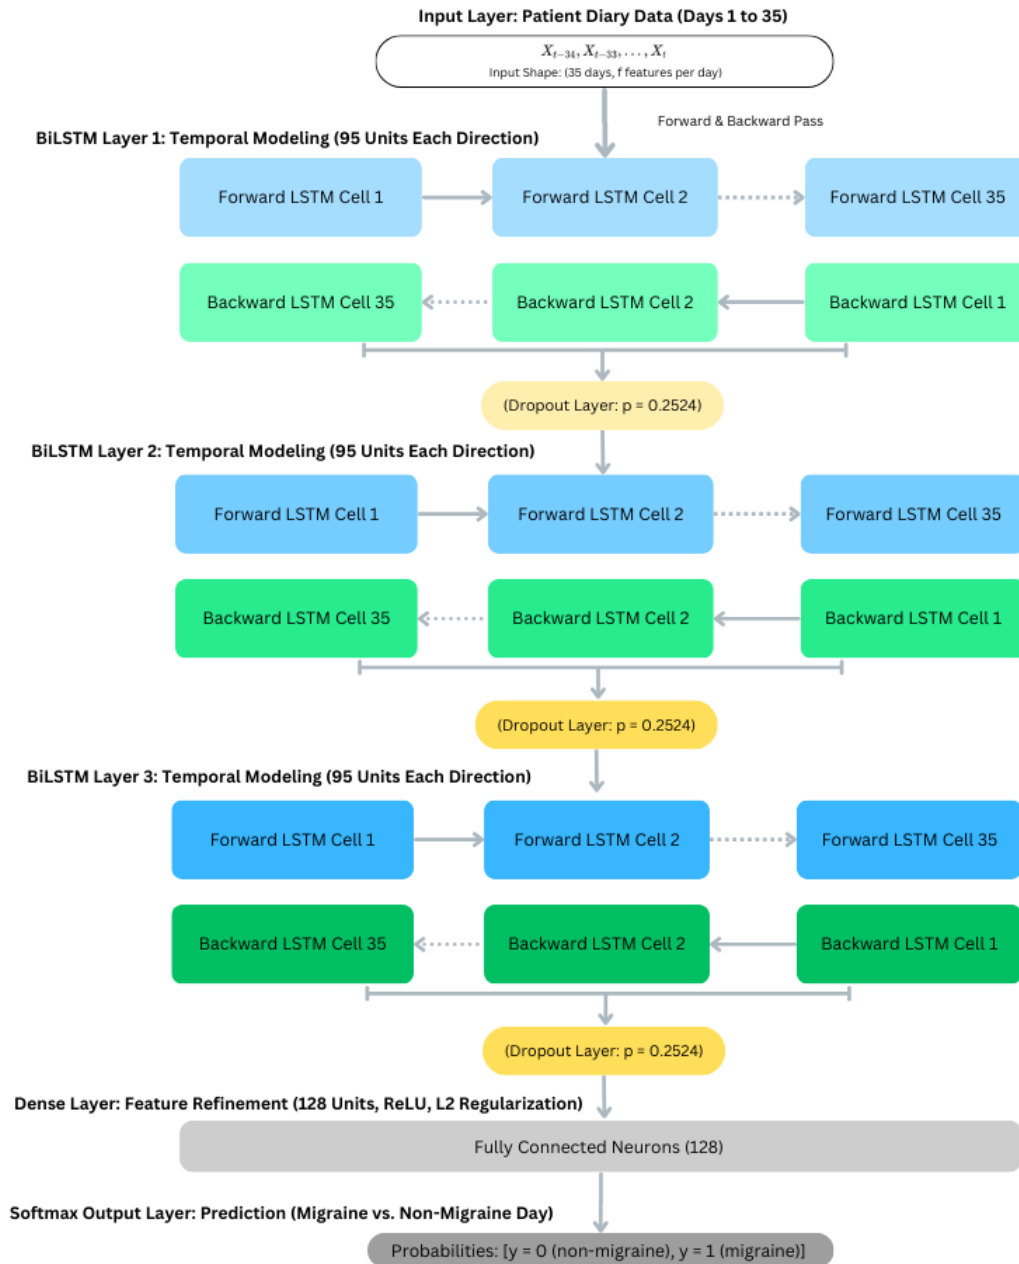 Input Layer: Patient Diary Data (Days 1 to 35)
X_{t−34}, X_{t−33}, . . . , X_t
Input Shape: (35 days, f features per day)
Forward & Backward Pass
BiLSTM Layer 1: Temporal Modeling (95 Units Each Direction)
Forward LSTM Cell 1
Forward LSTM Cell 2
Forward LSTM Cell 35
Backward LSTM Cell 35
Backward LSTM Cell 2
Backward LSTM Cell 1
(Dropout Layer: p = 0.2524)
BiLSTM Layer 2: Temporal Modeling (95 Units Each Direction)
Forward LSTM Cell 1
Forward LSTM Cell 2
Forward LSTM Cell 35
Backward LSTM Cell 35
Backward LSTM Cell 2
Backward LSTM Cell 1
(Dropout Layer: p = 0.2524)
BiLSTM Layer 3: Temporal Modeling (95 Units Each Direction)
Forward LSTM Cell 1
Forward LSTM Cell 2
Forward LSTM Cell 35
Backward LSTM Cell 35
Backward LSTM Cell 2
Backward LSTM Cell 1
(Dropout Layer: p = 0.2524)
Dense Layer: Feature Refinement (128 Units, ReLU, L2 Regularization)
Fully Connected Neurons (128)
Softmax Output Layer: Prediction (Migraine vs. Non-Migraine Day)
Probabilities: [y = 0 (non-migraine), y = 1 (migraine)]